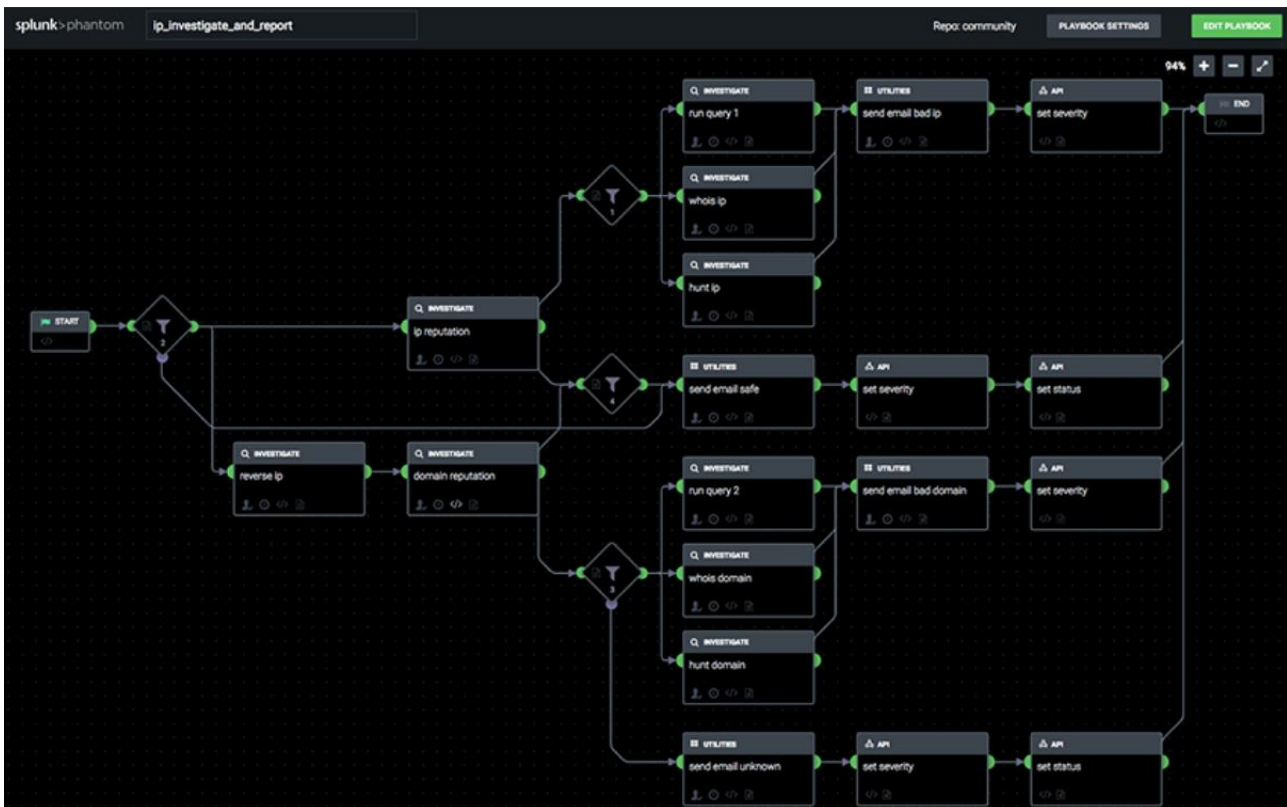 splunk>phantom ip_investigate_and_report Repo: community PLAYBOOK SETTINGS EDIT PLAYBOOK
94%
INVESTIGATE
run query 1
UTILITIES
send email bad ip
API
set severity
END
INVESTIGATE
whois ip
1
INVESTIGATE
hunt ip
START
2
INVESTIGATE
ip reputation
4
UTILITIES
send email safe
API
set severity
API
set status
INVESTIGATE
reverse ip
INVESTIGATE
domain reputation
INVESTIGATE
run query 2
UTILITIES
send email bad domain
API
set severity
INVESTIGATE
whois domain
3
INVESTIGATE
hunt domain
UTILITIES
send email unknown
API
set severity
API
set status